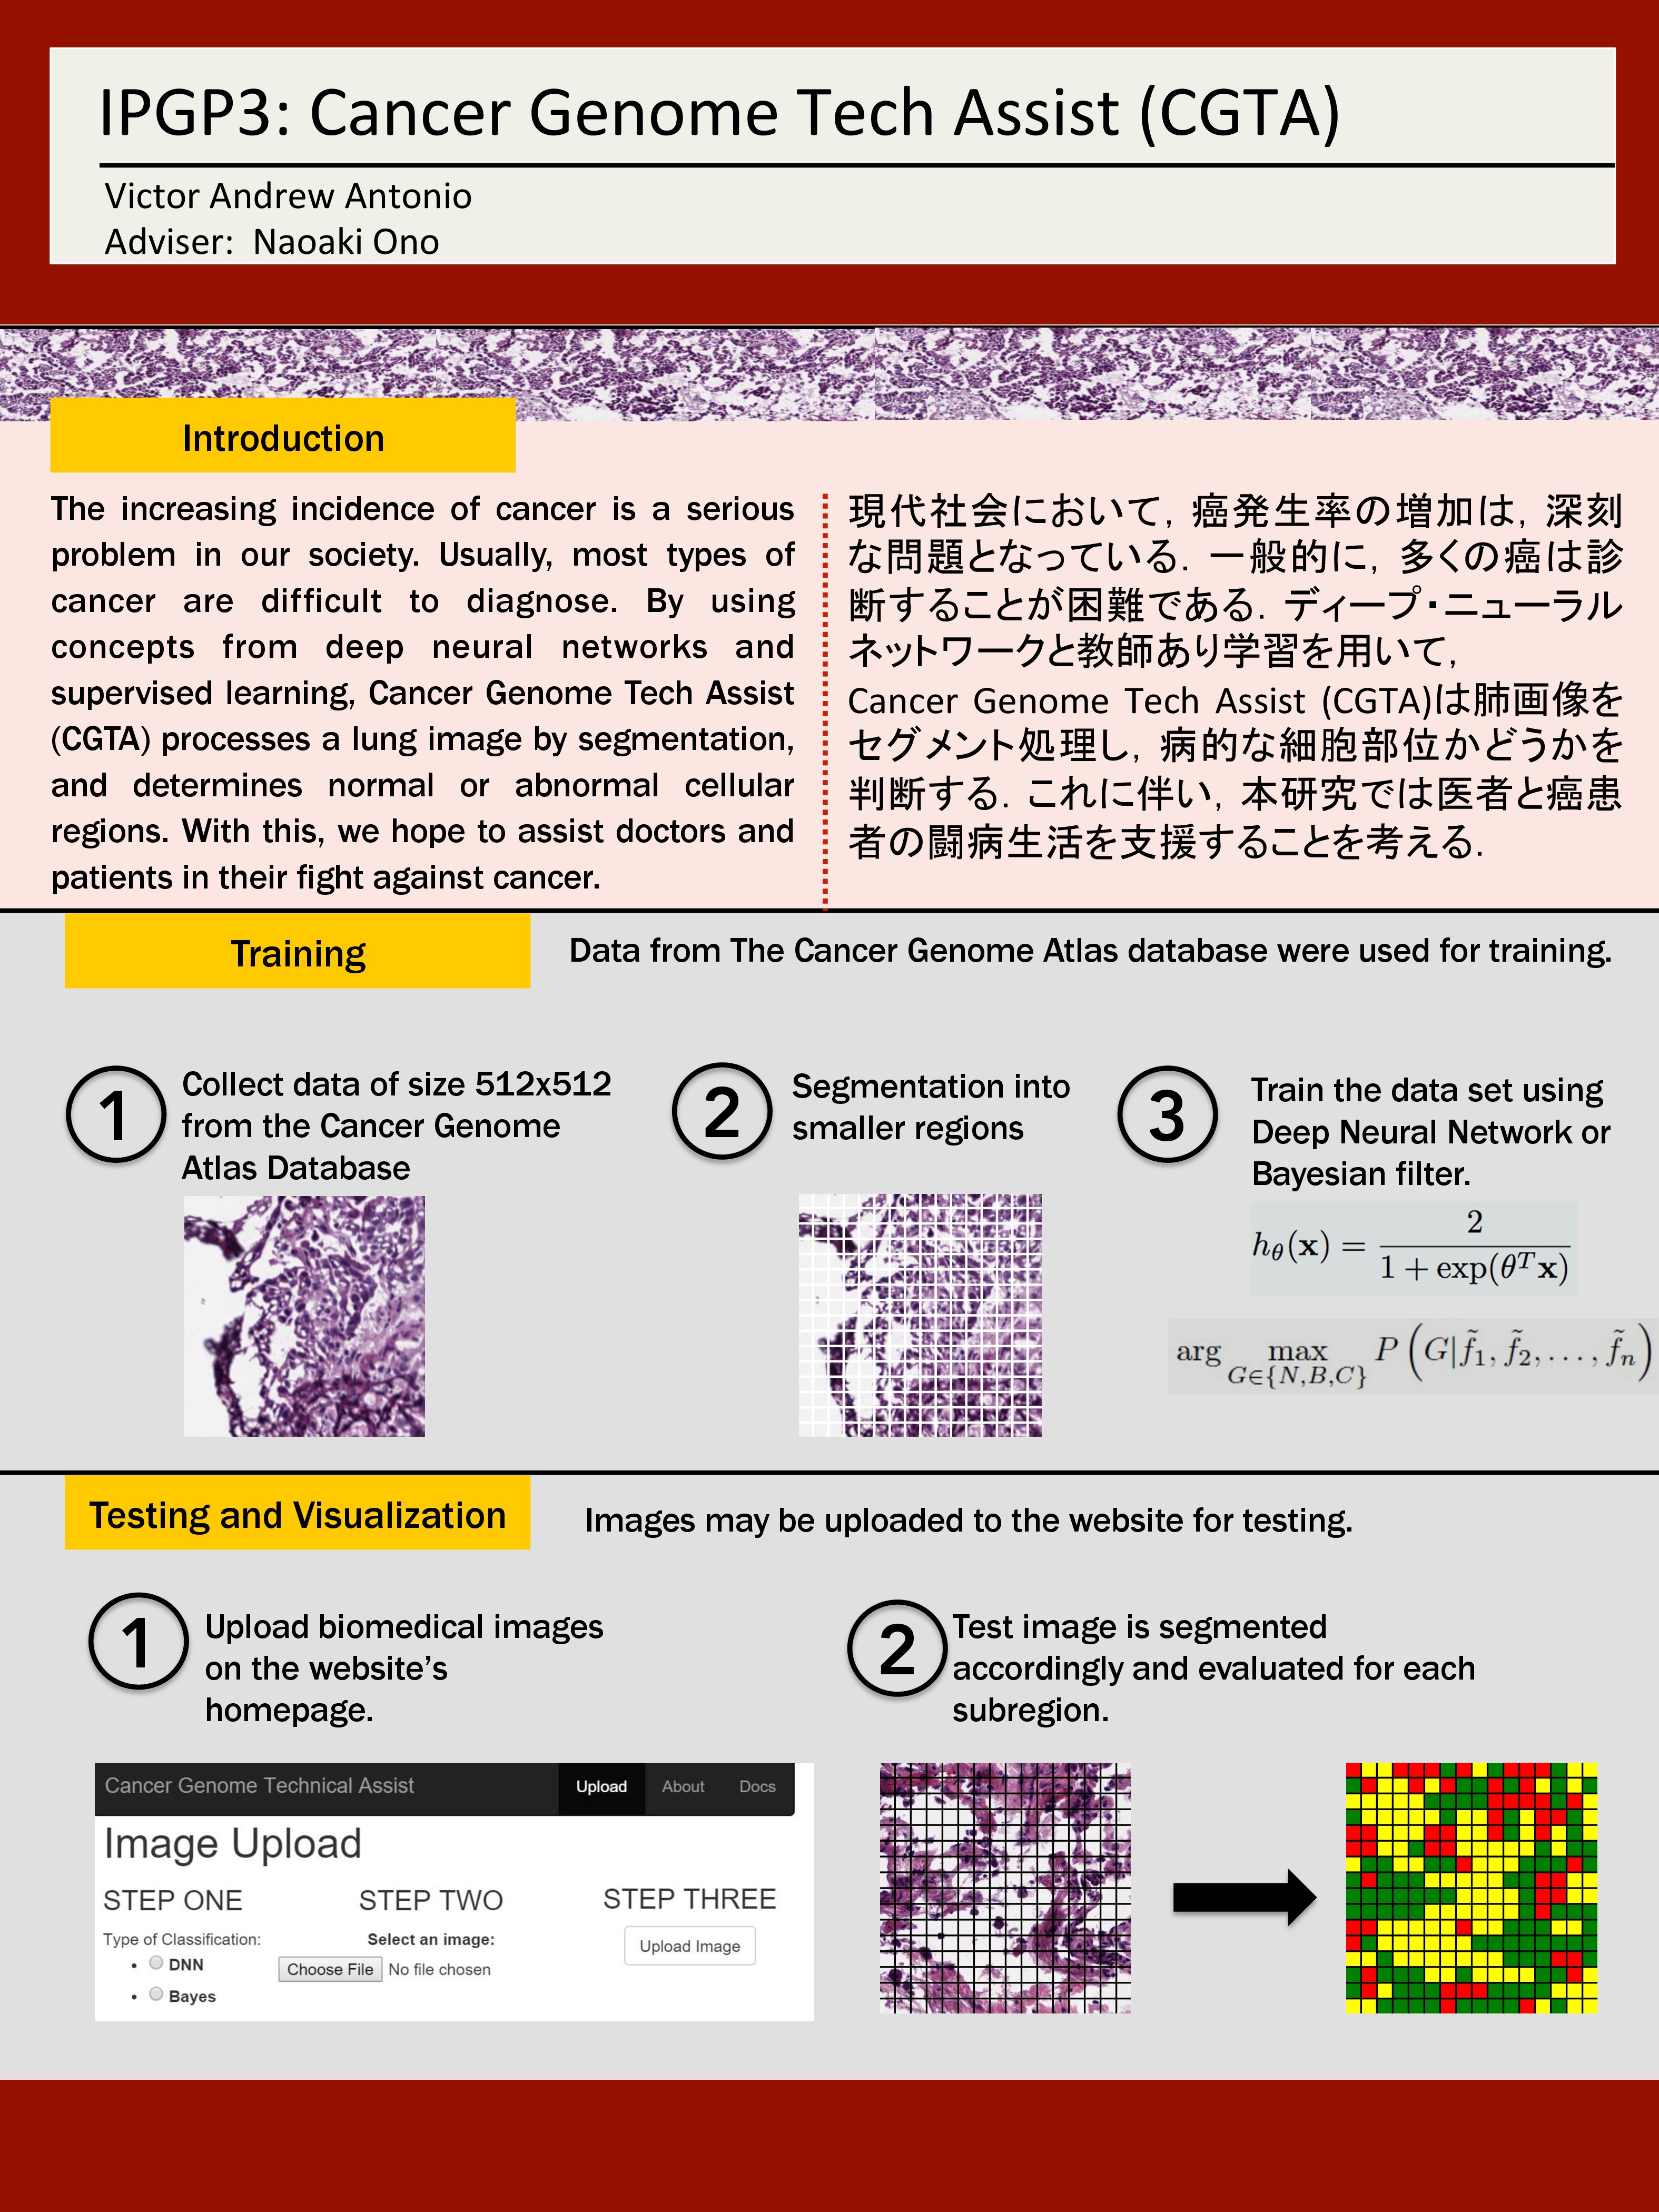 IPGP3: Cancer Genome Tech Assist (CGTA)
Victor Andrew Antonio
Adviser: Naoaki Ono
Introduction
The increasing incidence of cancer is a serious
problem in our society. Usually, most types of
cancer are difficult to diagnose. By using
concepts from deep neural networks and
supervised learning, Cancer Genome Tech Assist
(CGTA) processes a lung image by segmentation,
and determines normal or abnormal cellular
regions. With this, we hope to assist doctors and
patients in their fight against cancer.
現代社会において, 癌発生率の増加は, 深刻
な問題となっている. 一般的に, 多くの癌は診
断することが困難である. ディープ・ニューラル
ネットワークと教師あり学習を用いて,
Cancer Genome Tech Assist (CGTA)は肺画像を
セグメント処理し, 病的な細胞部位かどうかを
判断する. これに伴い, 本研究では医者と癌患
者の闘病生活を支援することを考える.
Training
Data from The Cancer Genome Atlas database were used for training.
1
Collect data of size 512x512
from the Cancer Genome
Atlas Database
2
Segmentation into
smaller regions
3
Train the data set using
Deep Neural Network or
Bayesian filter.
h_θ(x) = 2 / (1 + exp(θ^T x))
arg max_{G∈{N,B,C}} P (G|f̃_1, f̃_2, . . . , f̃_n)
Testing and Visualization
Images may be uploaded to the website for testing.
1
Upload biomedical images
on the website’s
homepage.
2
Test image is segmented
accordingly and evaluated for each
subregion.
Cancer Genome Technical Assist Upload About Docs
Image Upload
STEP ONE STEP TWO STEP THREE
Type of Classification: Select an image: Upload Image
• DNN Choose File No file chosen
• Bayes